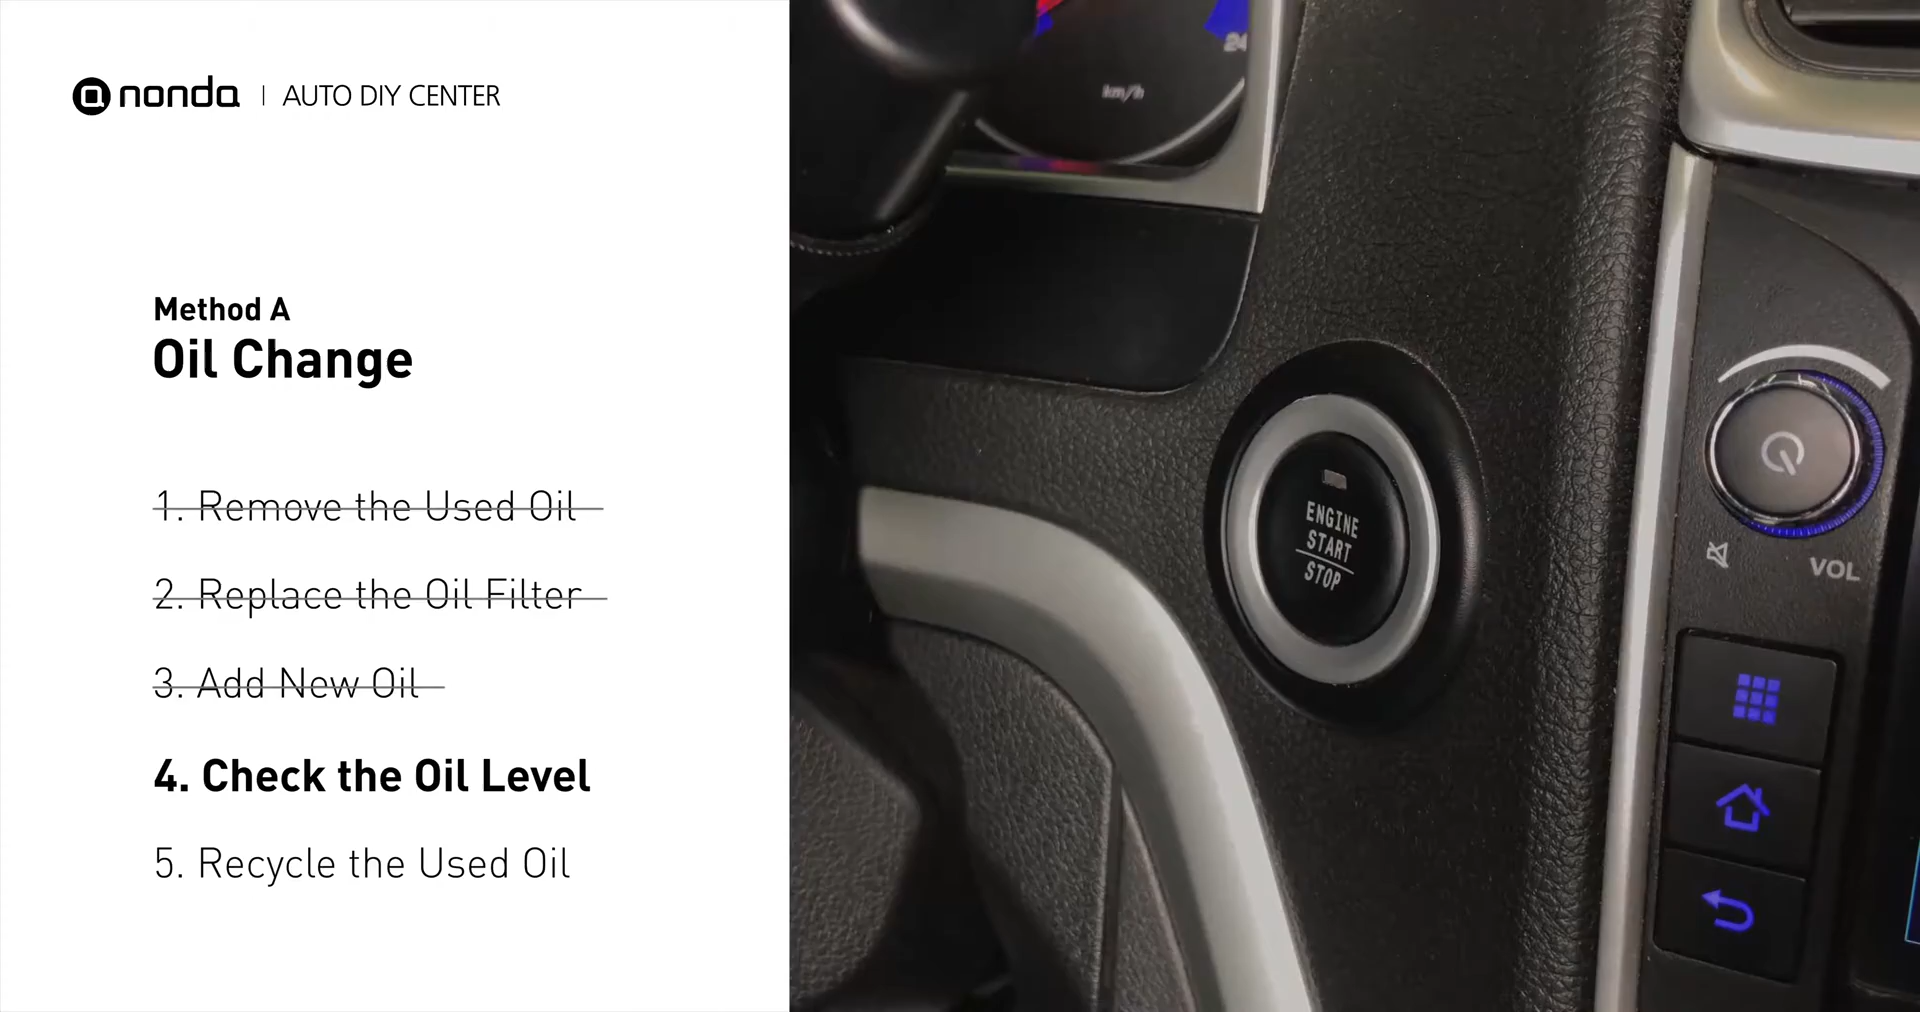 nonda | AUTO DIY CENTER
Method A
Oil Change
1. Remove the Used Oil
2. Replace the Oil Filter
3. Add New Oil
4. Check the Oil Level
5. Recycle the Used Oil
km/h
ENGINE
START
STOP
VOL